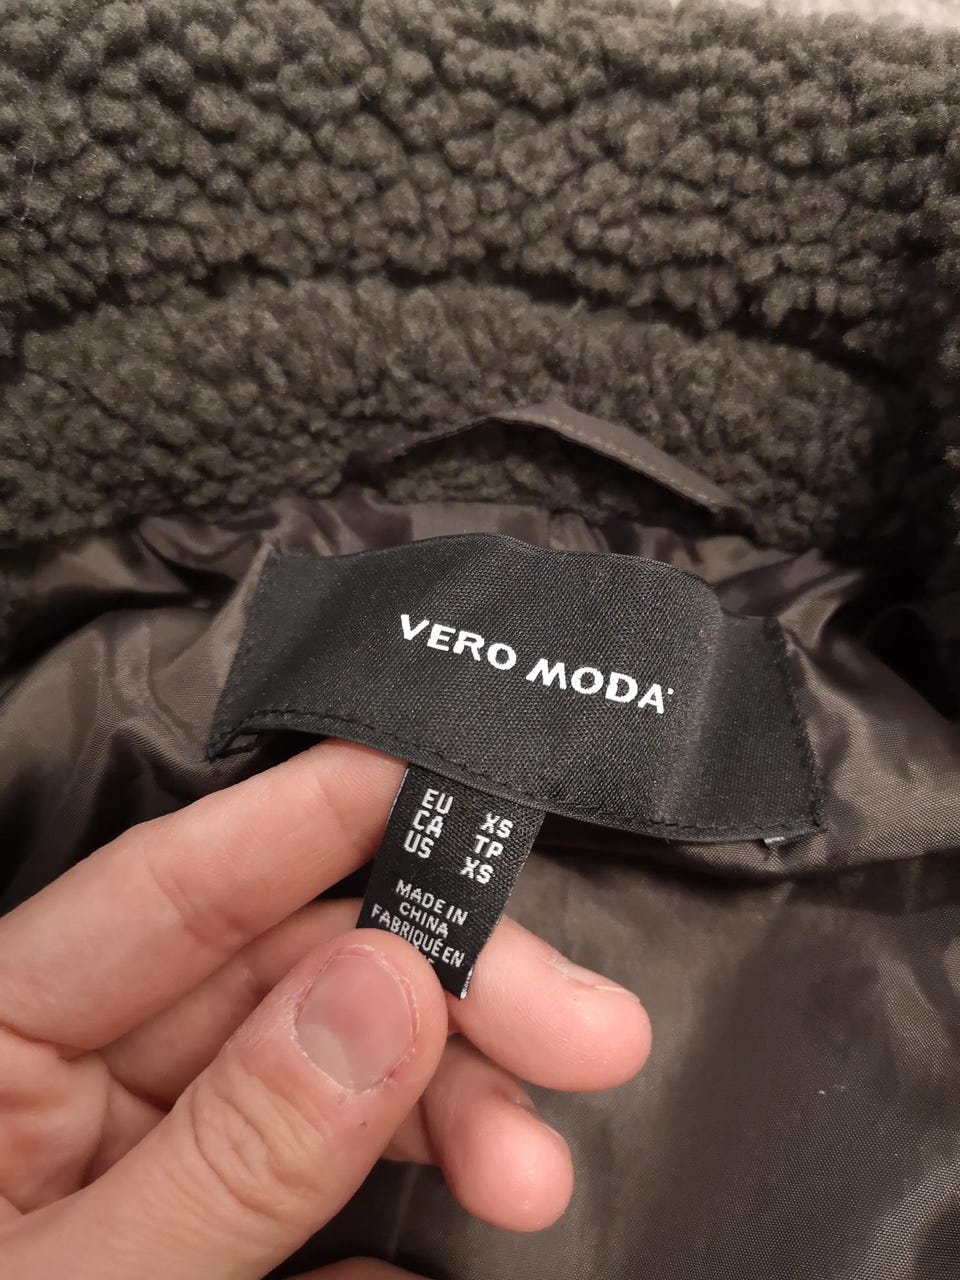 VERO MODA
EU XS
CA TP
US XS
MADE IN
CHINA
FABRIQUÉ EN